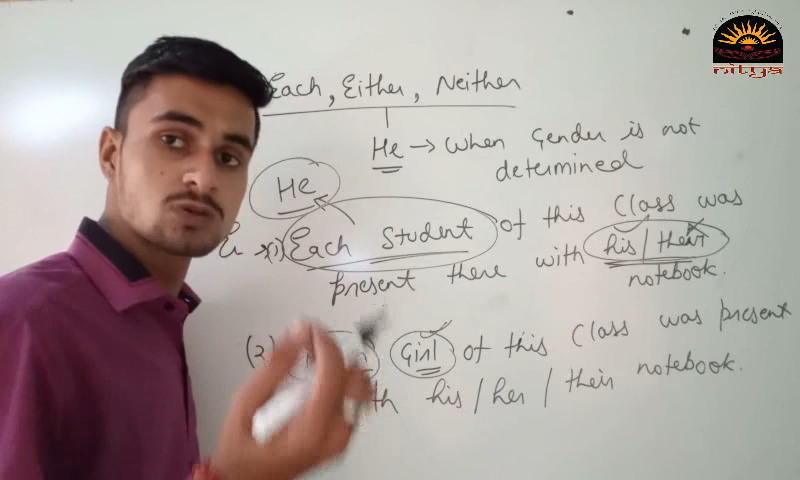 nitya
Each, Either, Neither
He → When Gender is not
determined
He
Ex 1) Each Student of this Class was
present there with his/their
notebook.
(2) Girl of this Class was present
his/her/their notebook.